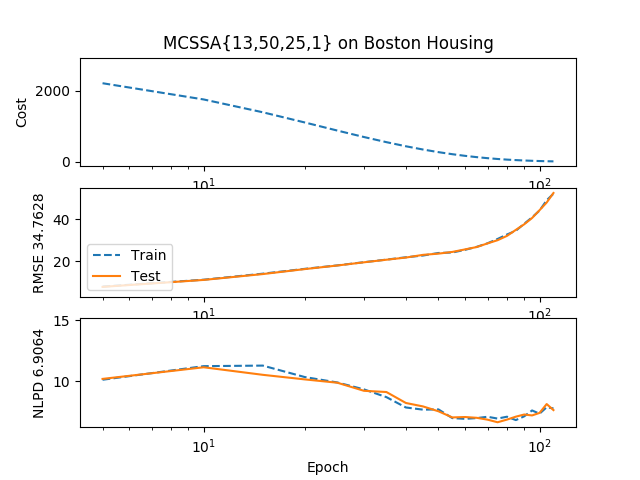 MCSSA{13,50,25,1} on Boston Housing
Cost
2000
0
10¹
10²
RMSE 34.7628
40
20
Train
Test
10¹
10²
NLPD 6.9064
15
10
10¹
10²
Epoch